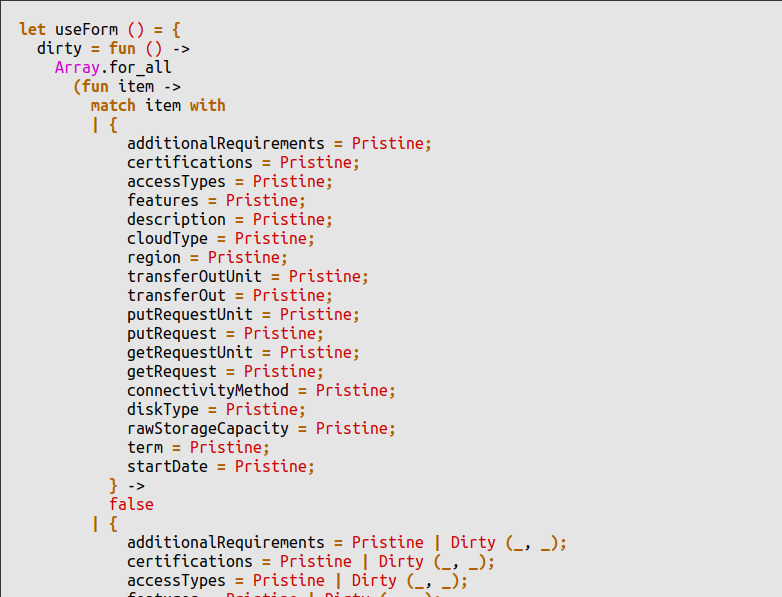 let useForm () = {
  dirty = fun () ->
    Array.for_all
      (fun item ->
        match item with
        | {
            additionalRequirements = Pristine;
            certifications = Pristine;
            accessTypes = Pristine;
            features = Pristine;
            description = Pristine;
            cloudType = Pristine;
            region = Pristine;
            transferOutUnit = Pristine;
            transferOut = Pristine;
            putRequestUnit = Pristine;
            putRequest = Pristine;
            getRequestUnit = Pristine;
            getRequest = Pristine;
            connectivityMethod = Pristine;
            diskType = Pristine;
            rawStorageCapacity = Pristine;
            term = Pristine;
            startDate = Pristine;
          } ->
          false
        | {
            additionalRequirements = Pristine | Dirty (_, _);
            certifications = Pristine | Dirty (_, _);
            accessTypes = Pristine | Dirty (_, _);